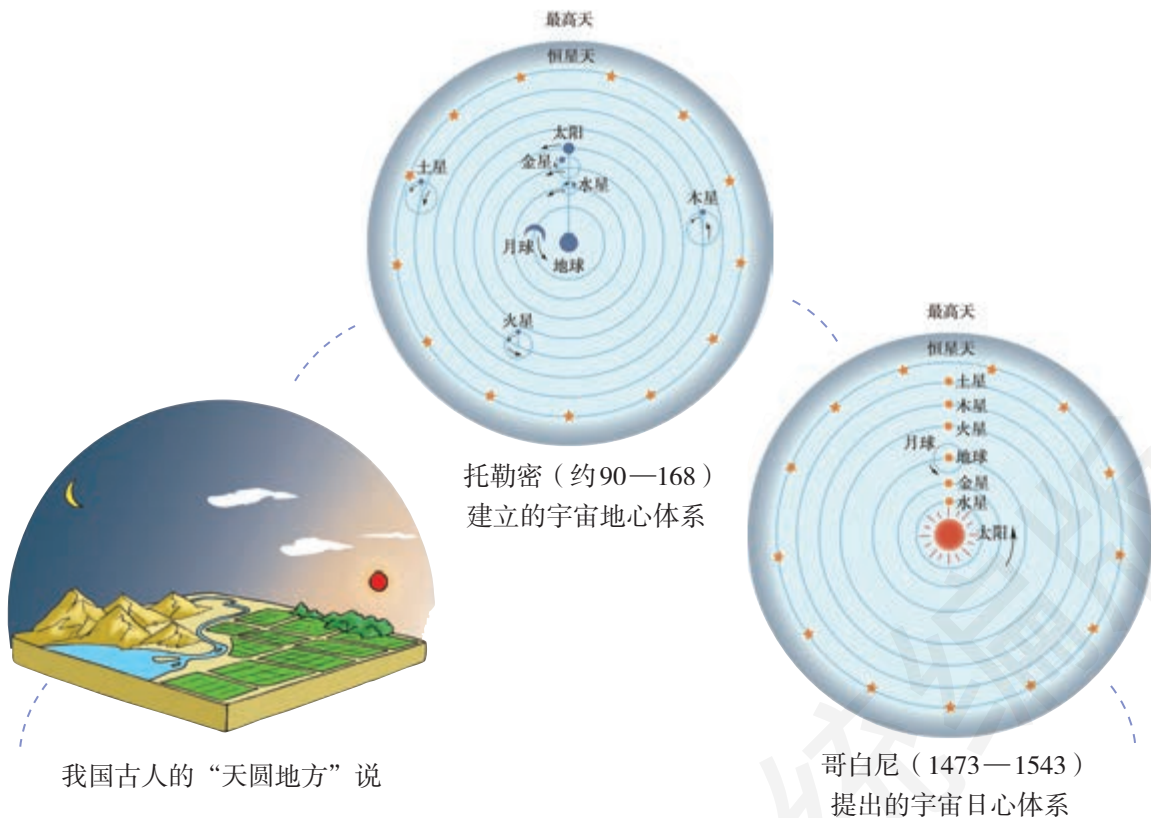 最高天
恒星天
太阳
金星
土星
水星
木星
月球
地球
火星
托勒密（约90—168）
建立的宇宙地心体系
最高天
恒星天
土星
木星
火星
月球
地球
金星
水星
太阳
哥白尼（1473—1543）
提出的宇宙日心体系
我国古人的“天圆地方”说